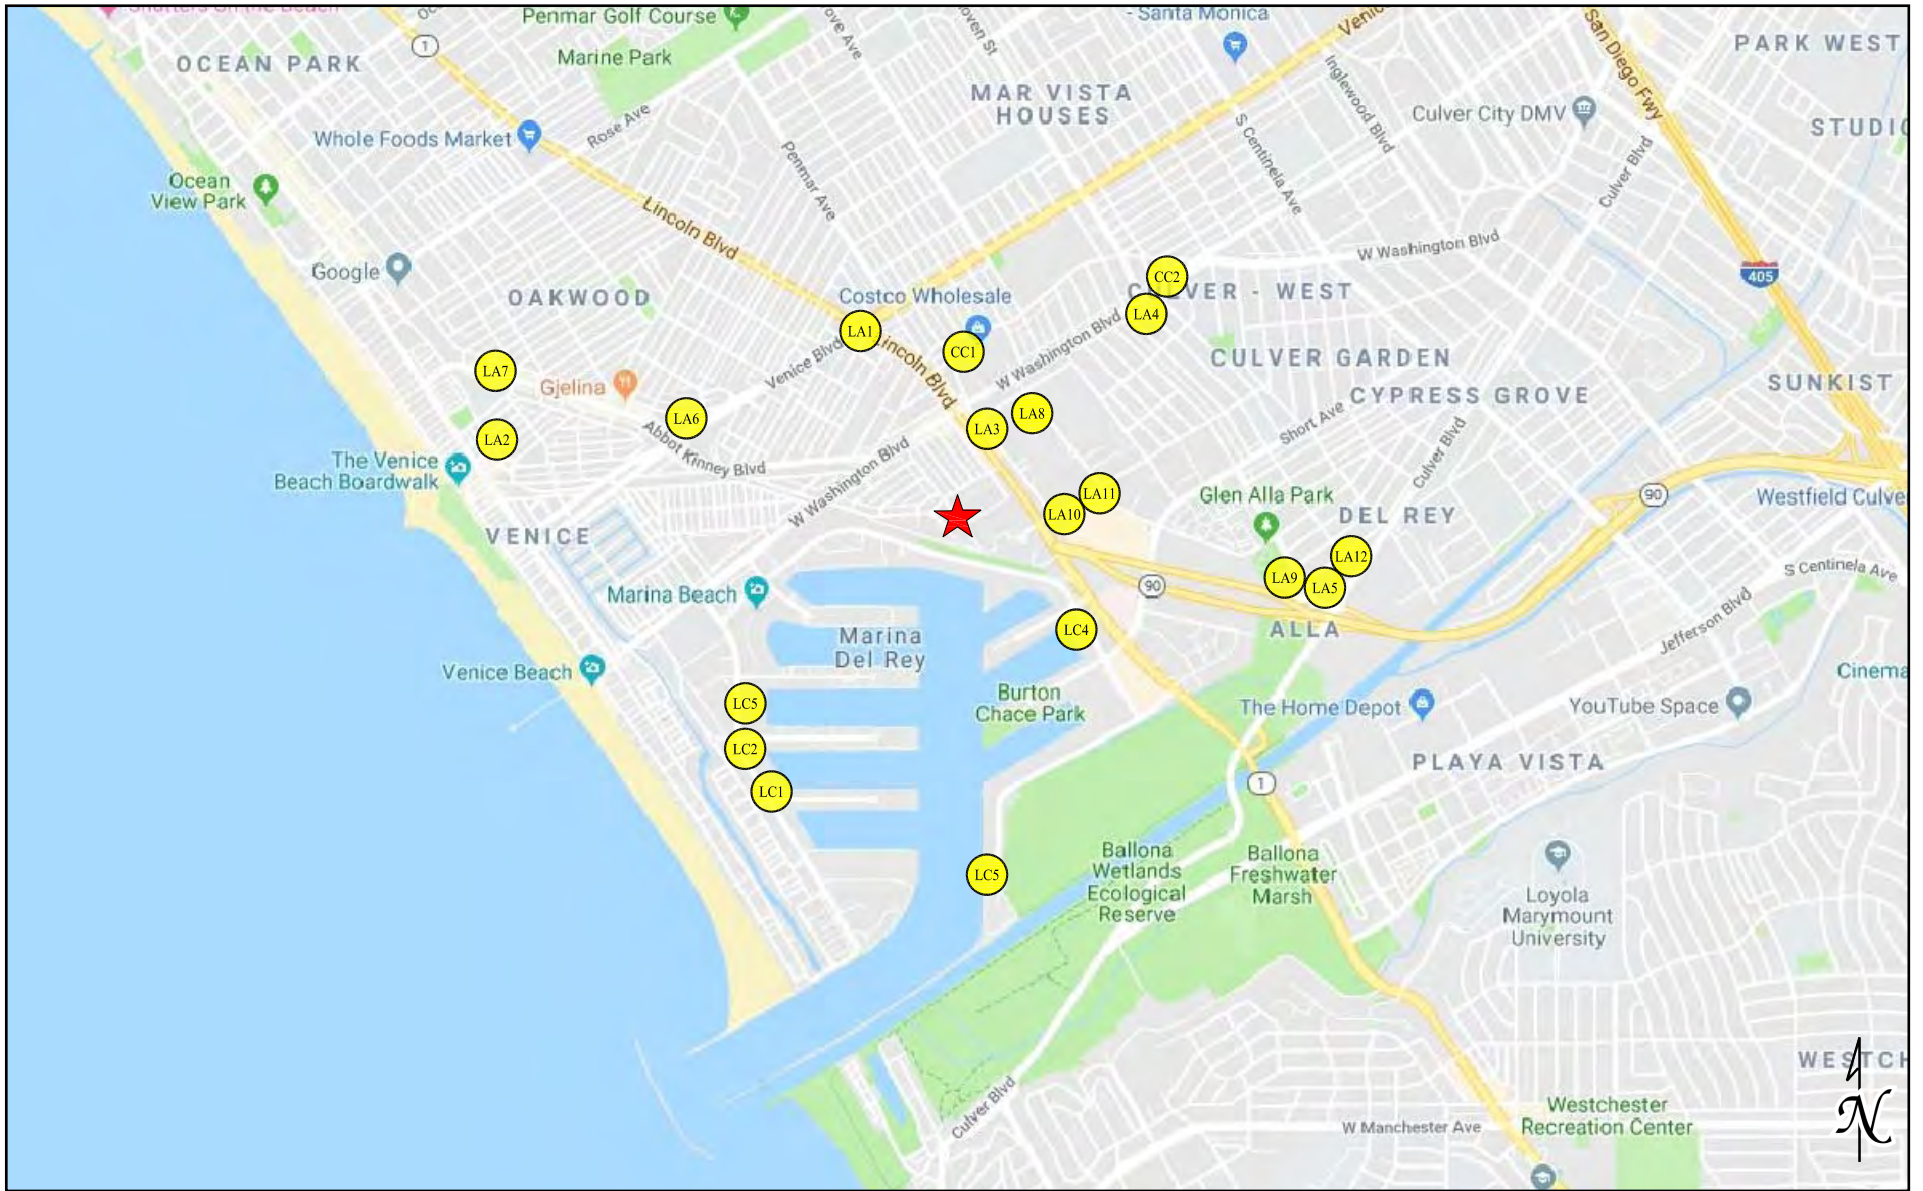 Shutters On The Beach
Penmar Golf Course
- Santa Monica
Venic
San Diego Fwy
PARK WEST
OCEAN PARK
1
Marine Park
MAR VISTA
HOUSES
Inglewood Blvd
Culver City DMV
STUDIO
Whole Foods Market
Rose Ave
Penmar Ave
S Centinela Ave
Culver Blvd
Ocean
View Park
Lincoln Blvd
W Washington Blvd
Google
OAKWOOD
Costco Wholesale
CC2
405
LA4
LA1
CC1
Lincoln Blvd
Venice Blvd
W Washington Blvd
CULVER GARDEN
LA7
Gjelina
SUNKIST
CYPRESS GROVE
LA6
LA8
LA3
Short Ave
LA2
Abbot Kinney Blvd
W Washington Blvd
Culver Blvd
The Venice
Beach Boardwalk
LA11
LA10
Glen Alla Park
90
Westfield Culve
DEL REY
VENICE
LA12
LA9
LA5
90
S Centinela Ave
Marina Beach
LC4
ALLA
Jefferson Blvd
Marina
Del Rey
Venice Beach
Cinema
Burton
Chace Park
LC5
The Home Depot
YouTube Space
LC2
PLAYA VISTA
LC1
1
Ballona
Wetlands
Ecological
Reserve
Ballona
Freshwater
Marsh
LC5
Loyola
Marymount
University
WESTCH
Culver Blvd
W Manchester Ave
Westchester
Recreation Center
N